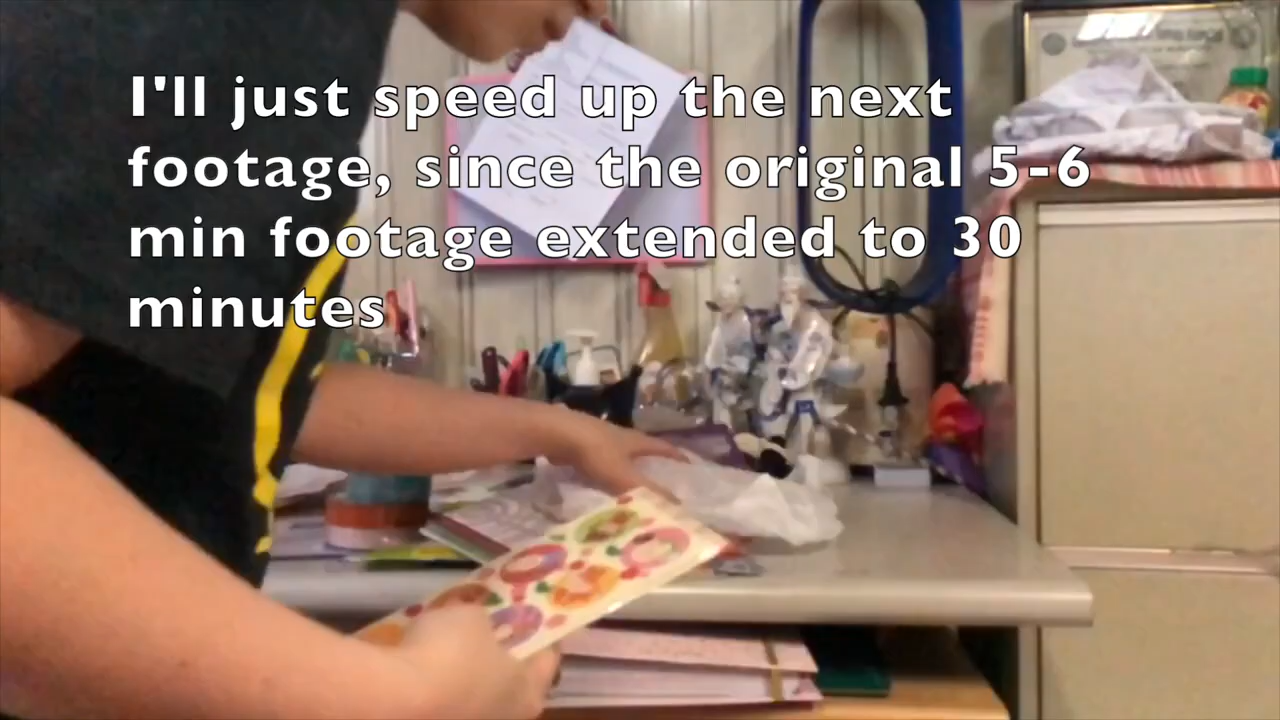 I'll just speed up the next
footage, since the original 5-6
min footage extended to 30
minutes